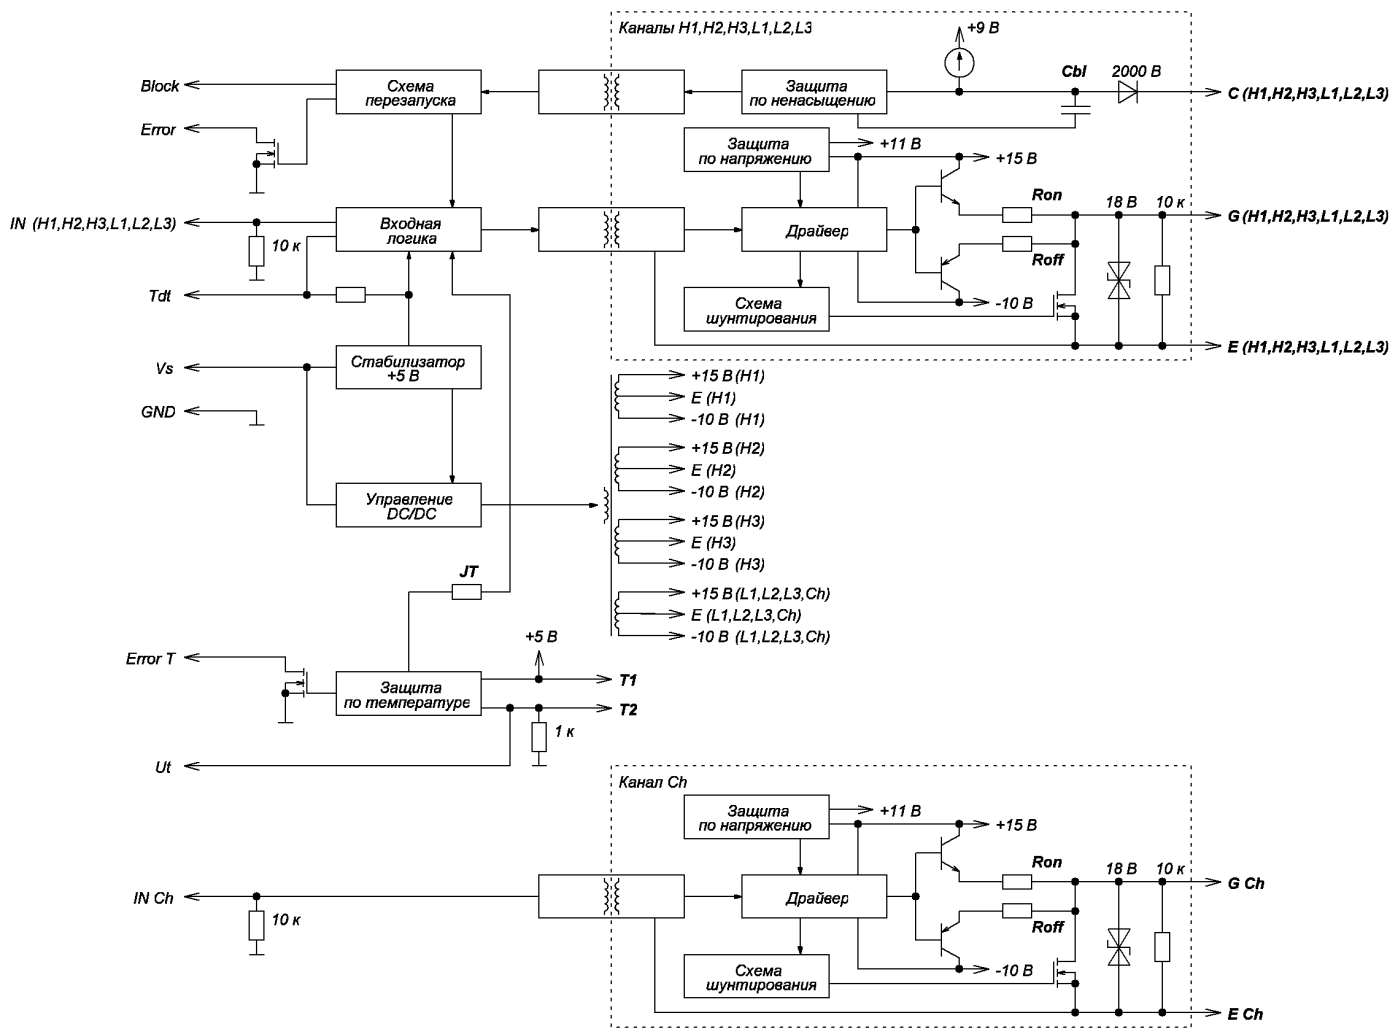 Каналы H1,H2,H3,L1,L2,L3
+9 В
Block
Схема
перезапуска
Защита
по ненасыщению
Cbl
2000 В
C (H1,H2,H3,L1,L2,L3)
Error
Защита
по напряжению
+11 В
+15 В
IN (H1,H2,H3,L1,L2,L3)
10 к
Входная
логика
Драйвер
Ron
Roff
18 В
10 к
G (H1,H2,H3,L1,L2,L3)
Tdt
Схема
шунтирования
-10 В
E (H1,H2,H3,L1,L2,L3)
Vs
Стабилизатор
+5 В
GND
+15 В (H1)
E (H1)
-10 В (H1)
+15 В (H2)
E (H2)
-10 В (H2)
Управление
DC/DC
+15 В (H3)
E (H3)
-10 В (H3)
JT
+15 В (L1,L2,L3,Ch)
E (L1,L2,L3,Ch)
-10 В (L1,L2,L3,Ch)
+5 В
Error T
Защита
по температуре
T1
T2
1 к
Ut
Канал Ch
Защита
по напряжению
+11 В
+15 В
IN Ch
10 к
Драйвер
Ron
Roff
18 В
10 к
G Ch
Схема
шунтирования
-10 В
E Ch